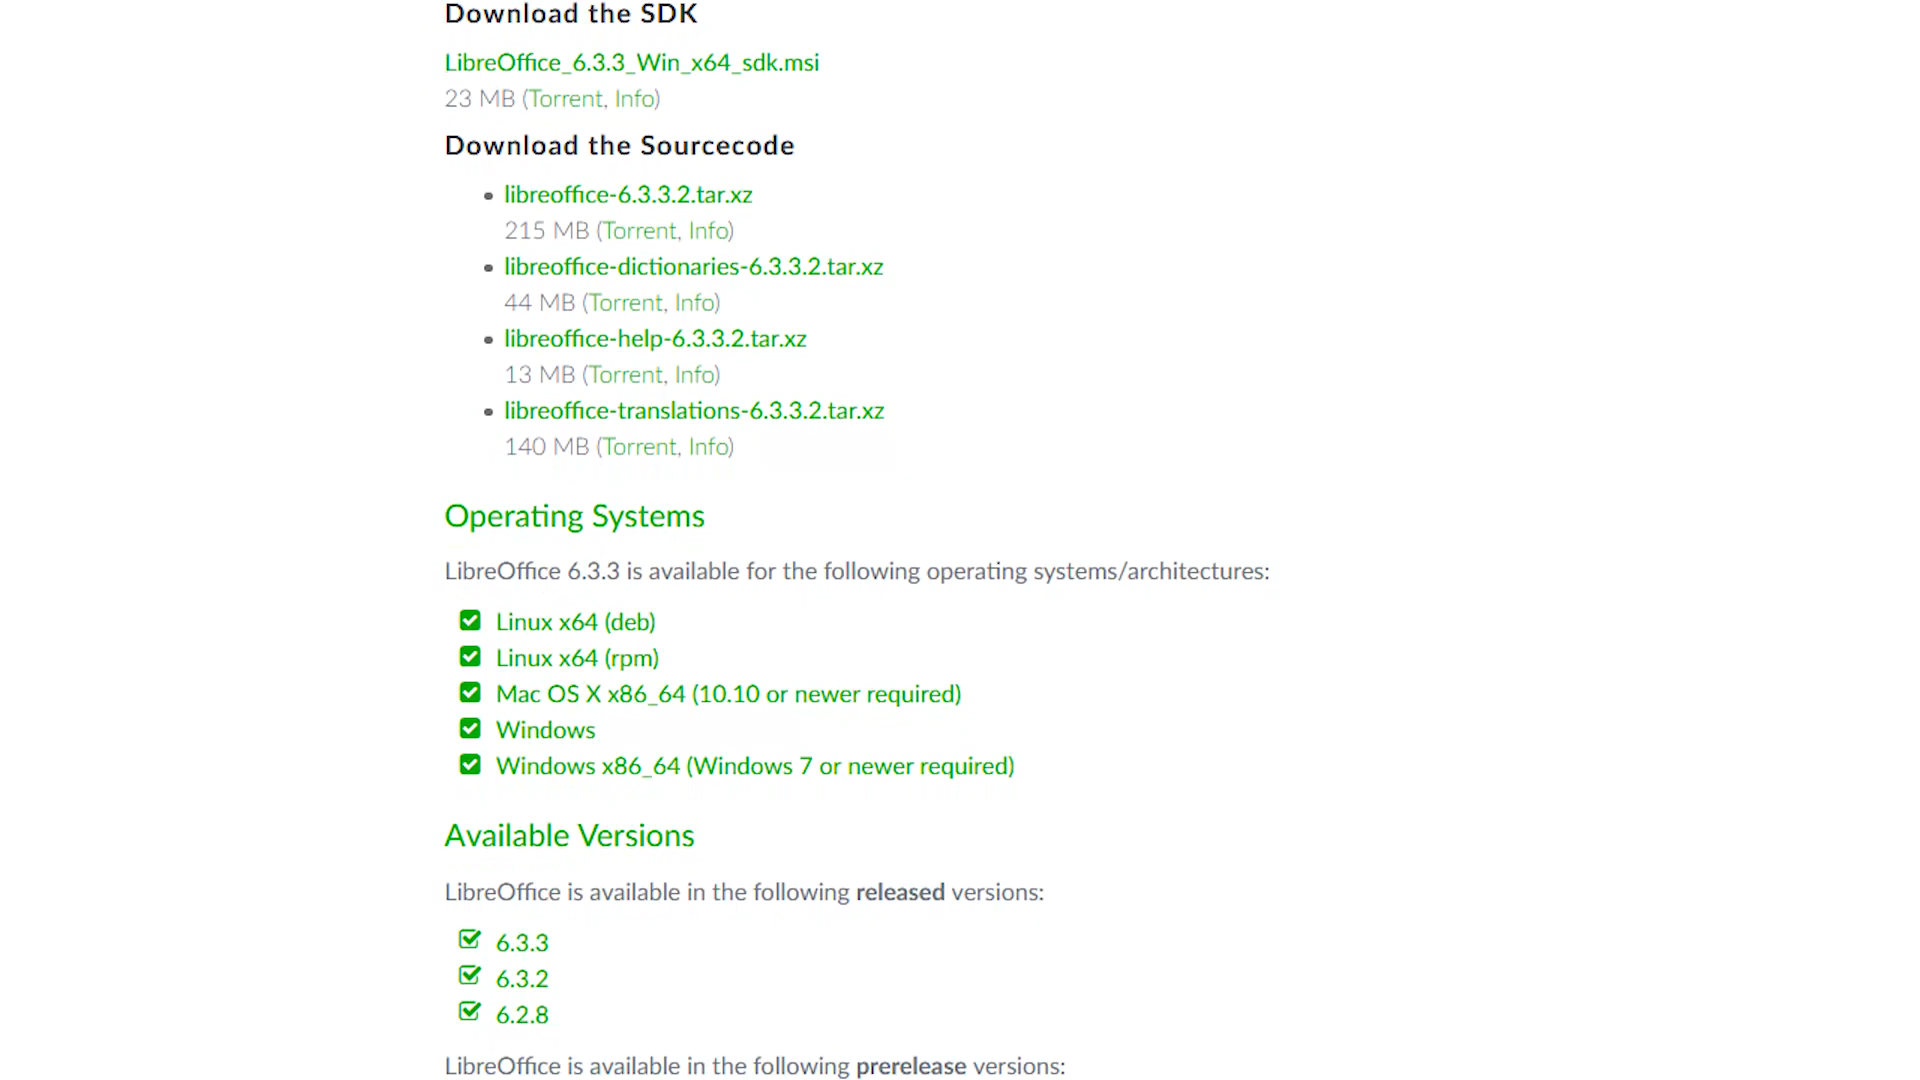 Download the SDK
LibreOffice_6.3.3_Win_x64_sdk.msi
23 MB (Torrent, Info)
Download the Sourcecode
libreoffice-6.3.3.2.tar.xz
215 MB (Torrent, Info)
libreoffice-dictionaries-6.3.3.2.tar.xz
44 MB (Torrent, Info)
libreoffice-help-6.3.3.2.tar.xz
13 MB (Torrent, Info)
libreoffice-translations-6.3.3.2.tar.xz
140 MB (Torrent, Info)
Operating Systems
LibreOffice 6.3.3 is available for the following operating systems/architectures:
Linux x64 (deb)
Linux x64 (rpm)
Mac OS X x86_64 (10.10 or newer required)
Windows
Windows x86_64 (Windows 7 or newer required)
Available Versions
LibreOffice is available in the following released versions:
6.3.3
6.3.2
6.2.8
LibreOffice is available in the following prerelease versions: